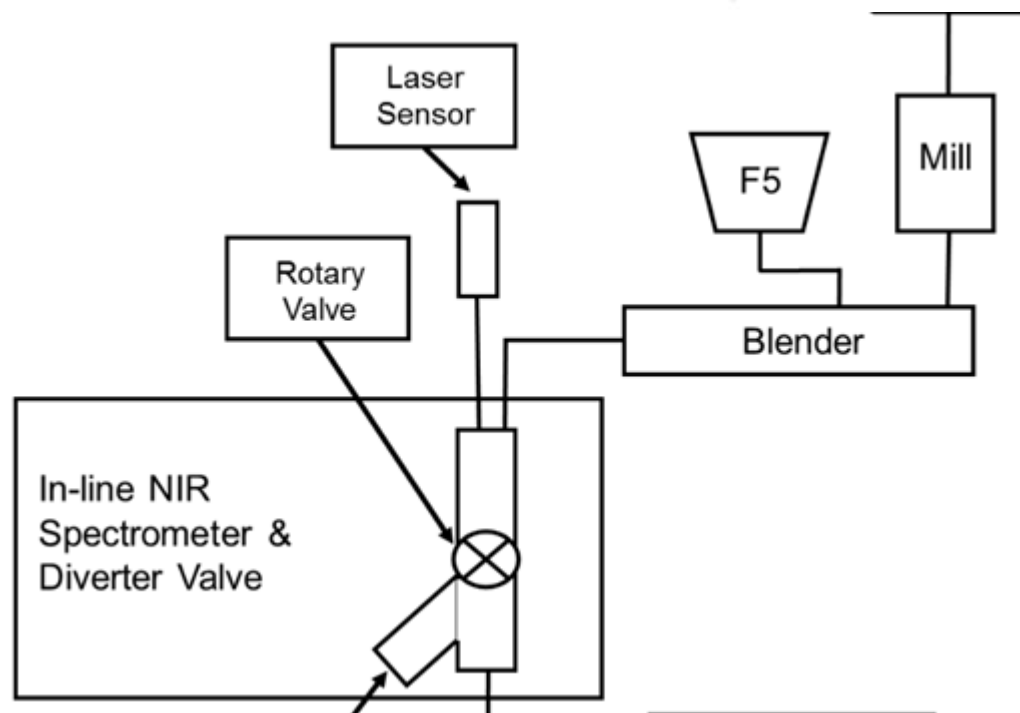 Laser
Sensor
F5
Mill
Rotary
Valve
Blender
In-line NIR
Spectrometer &
Diverter Valve